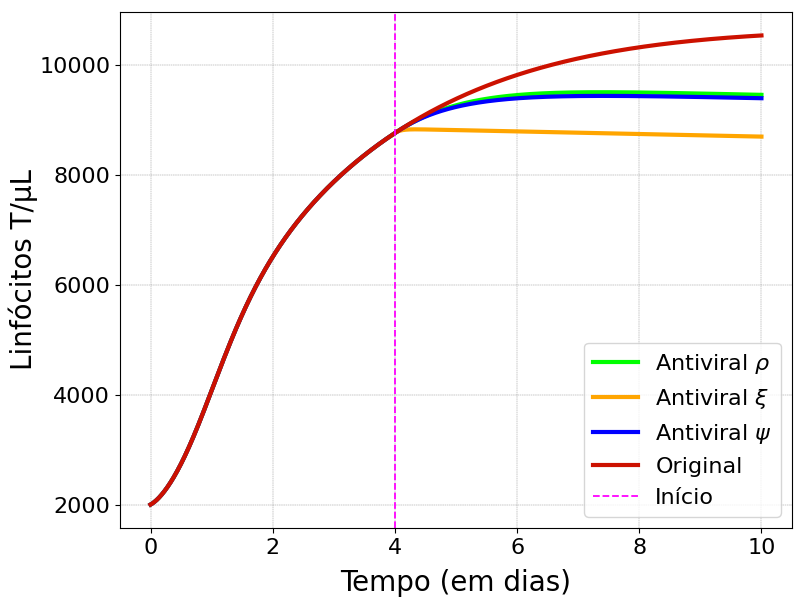 10000
8000
6000
4000
2000
Linfócitos T/µL
0 2 4 6 8 10
Tempo (em dias)
Antiviral ρ
Antiviral ξ
Antiviral ψ
Original
Início